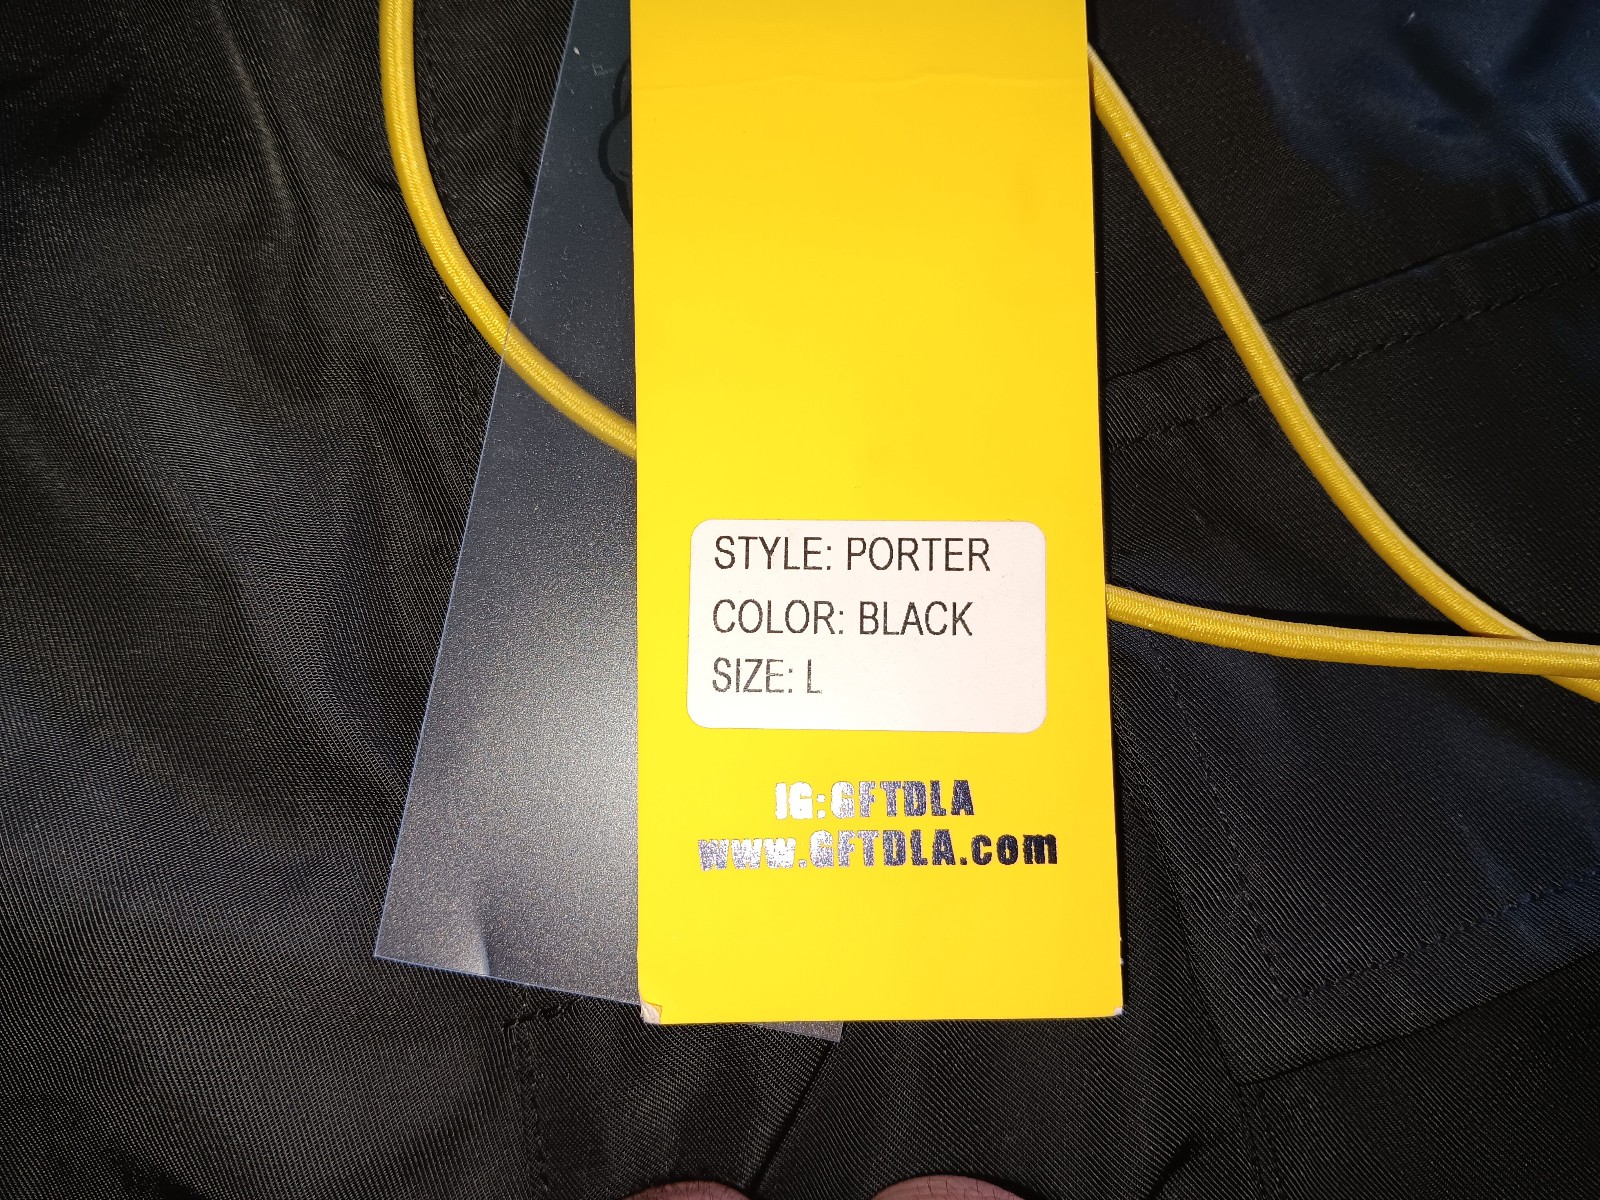 STYLE: PORTER
COLOR: BLACK
SIZE: L
IG:GFTDLA
www.GFTDLA.com